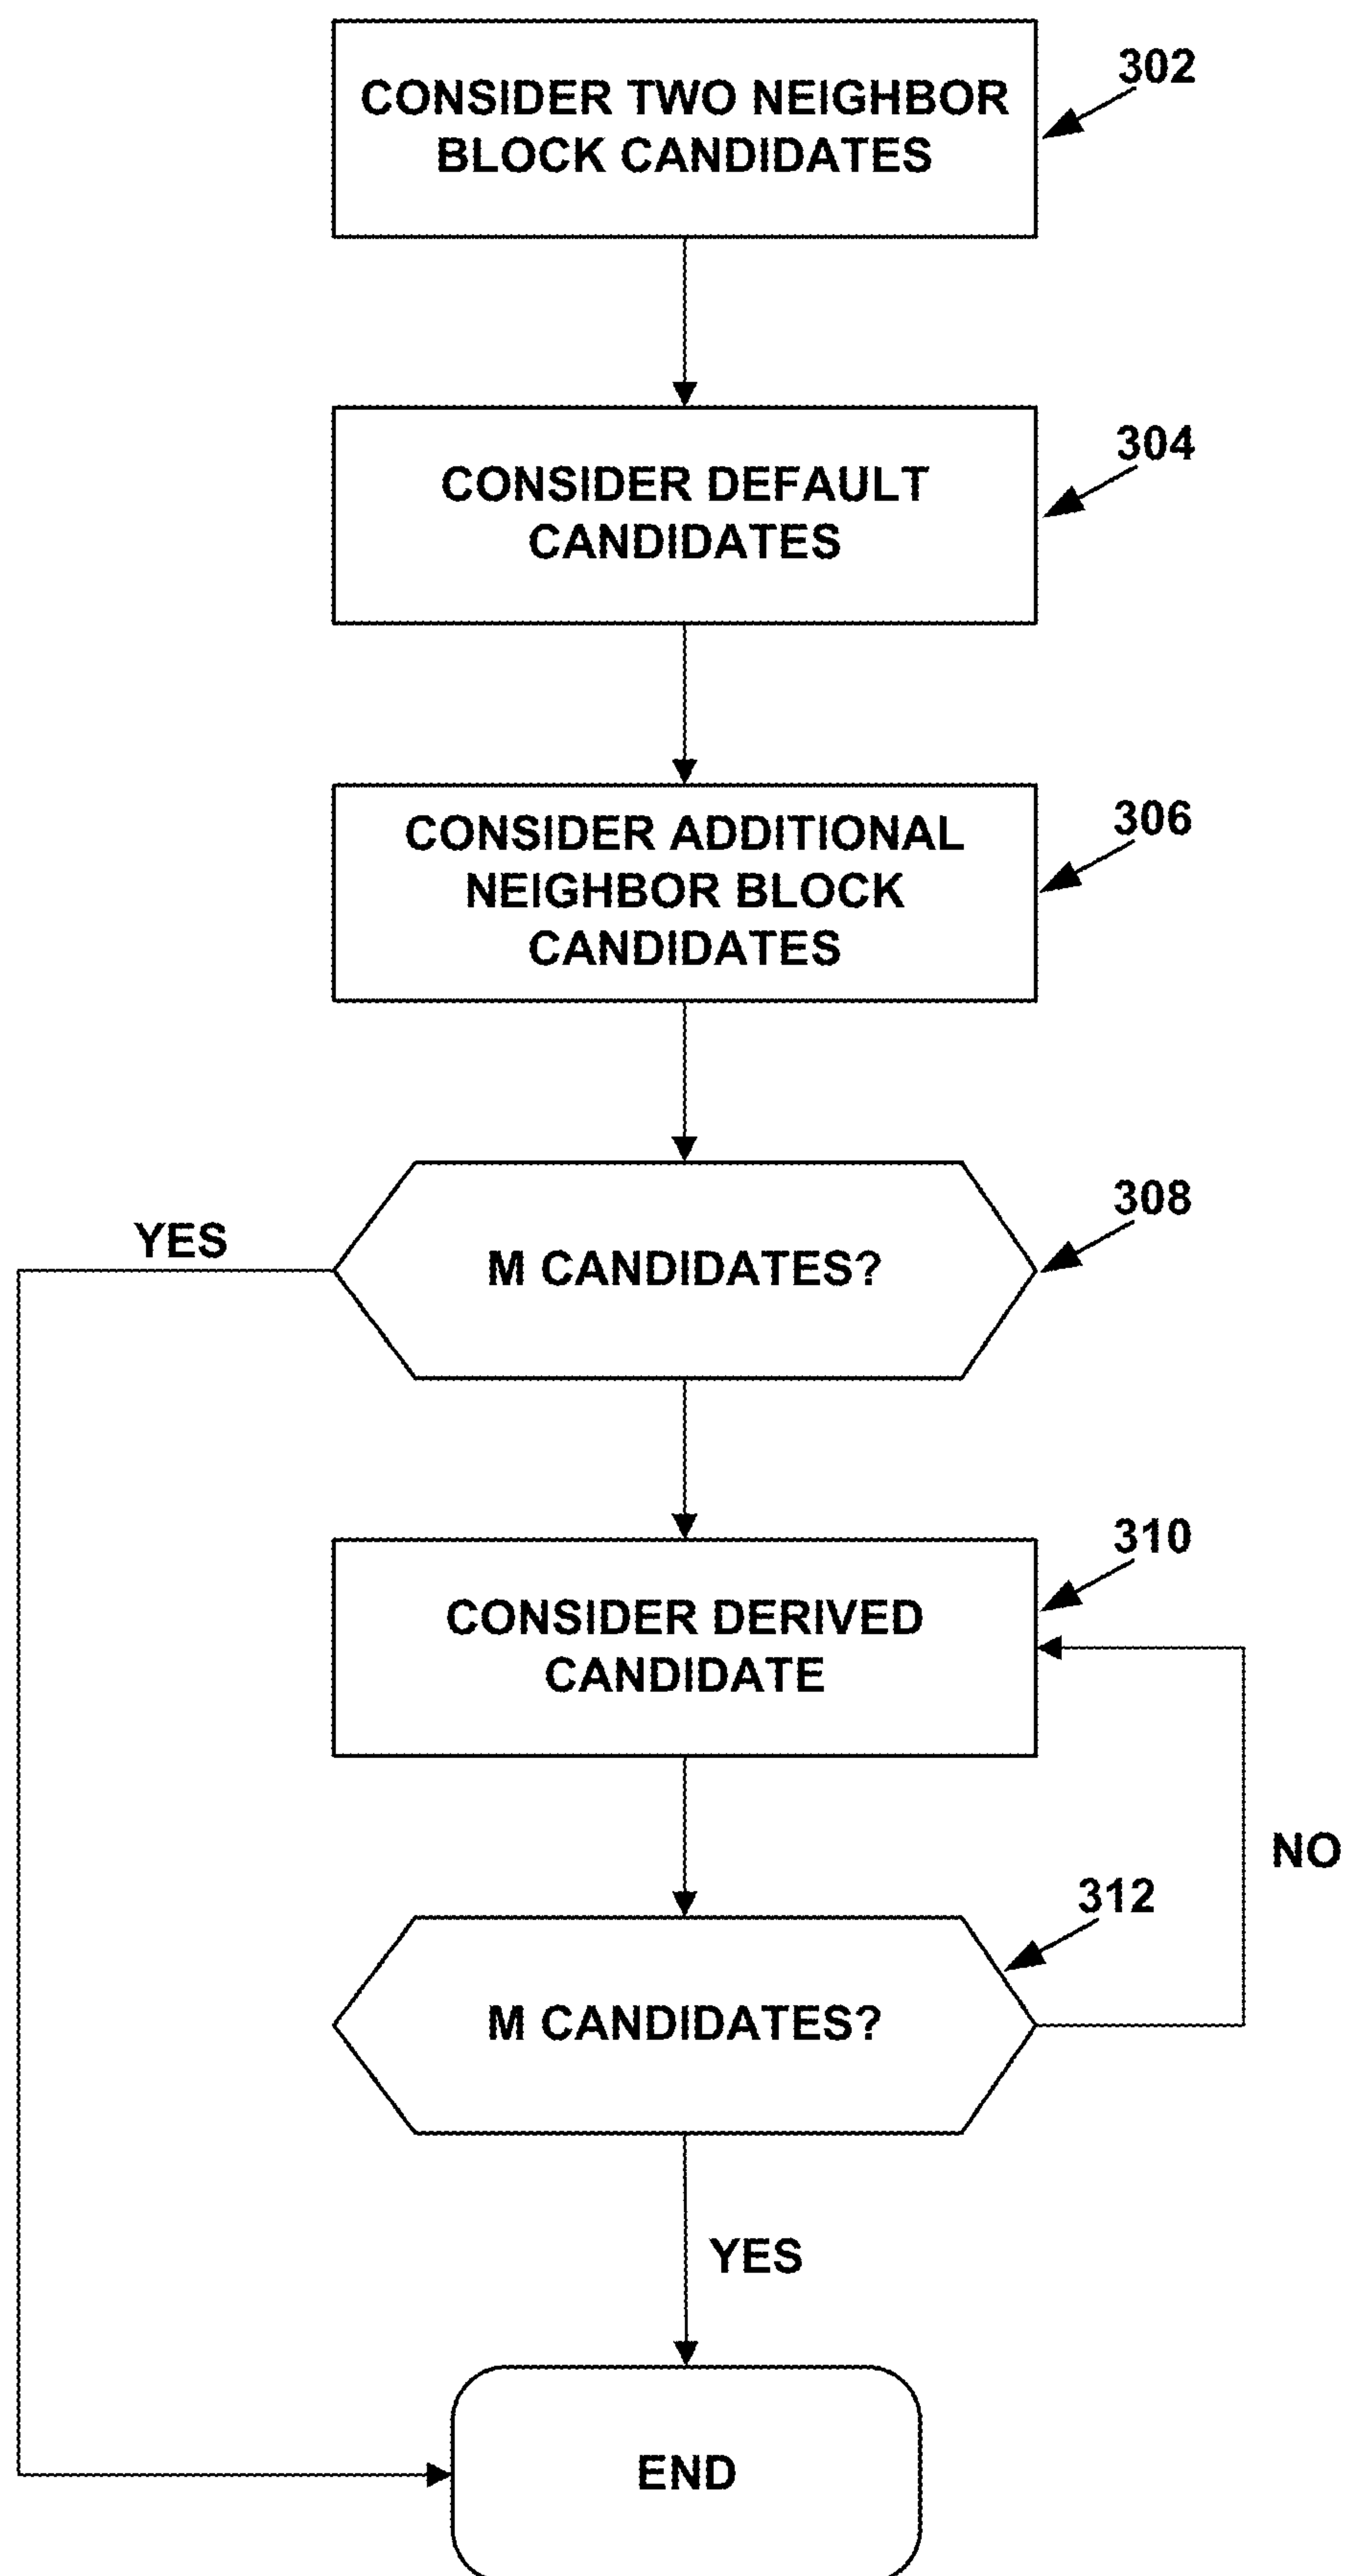 CONSIDER TWO NEIGHBOR
BLOCK CANDIDATES
302
CONSIDER DEFAULT
CANDIDATES
304
CONSIDER ADDITIONAL
NEIGHBOR BLOCK
CANDIDATES
306
M CANDIDATES?
308
YES
CONSIDER DERIVED
CANDIDATE
310
NO
M CANDIDATES?
312
YES
END